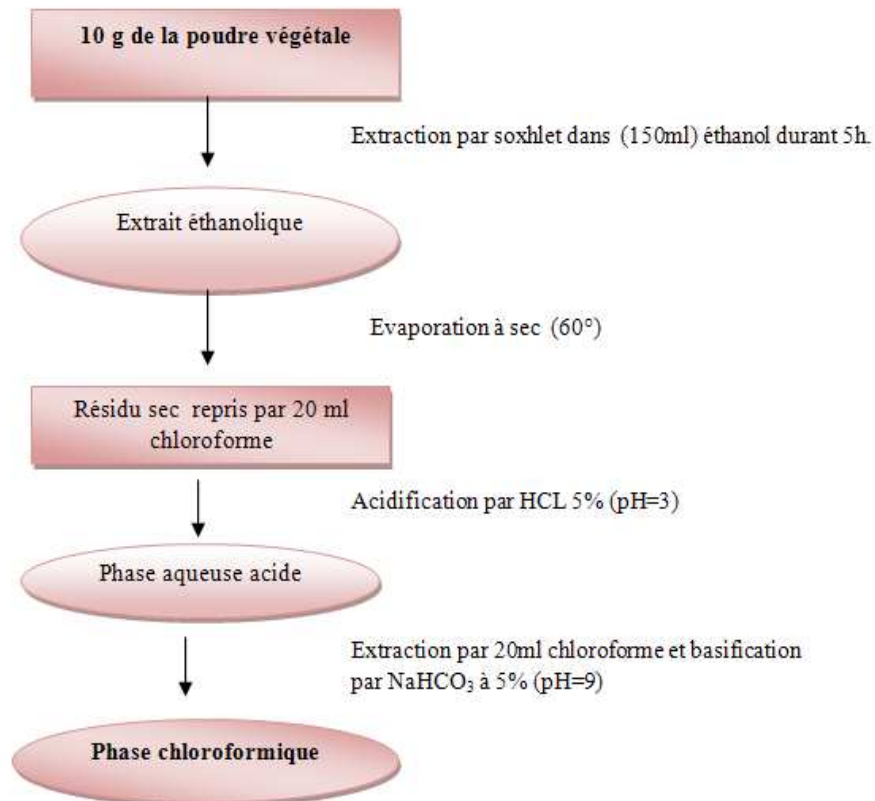 10 g de la poudre végétale
Extraction par soxhlet dans (150ml) éthanol durant 5h.
Extrait éthanolique
Evaporation à sec (60°)
Résidu sec repris par 20 ml
chloroforme
Acidification par HCL 5% (pH=3)
Phase aqueuse acide
Extraction par 20ml chloroforme et basification
par NaHCO₃ à 5% (pH=9)
Phase chloroformique